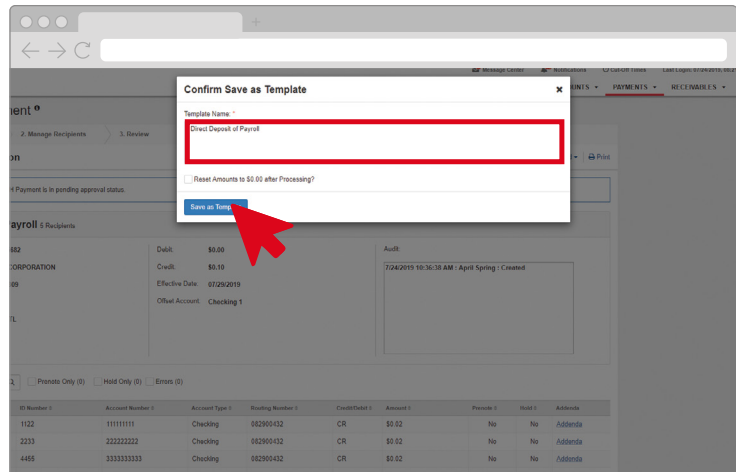 Message Center Notifications Cut-Off Times Last Login: 07/24/2019,
UNTS PAYMENTS RECEIVABLES
Confirm Save as Template ×
Template Name: *
Direct Deposit of Payroll
Reset Amounts to $0.00 after Processing?
Save as Temp
ent
2. Manage Recipients 3. Review
on
Print
Payment is in pending approval status.
ayroll 5 Recipients
682 Debit: $0.00 Audit:
CORPORATION Credit: $0.10 7/24/2019 10:36:38 AM : April Spring : Created
09 Effective Date: 07/29/2019
Offset Account: Checking 1
TL
Prenote Only (0) Hold Only (0) Errors (0)
ID Number Account Number Account Type Routing Number Credit/Debit Amount Prenote Hold Addenda
1122 111111111 Checking 082900432 CR $0.02 No No Addenda
2233 222222222 Checking 082900432 CR $0.02 No No Addenda
4455 3333333333 Checking 082900432 CR $0.02 No No Addenda